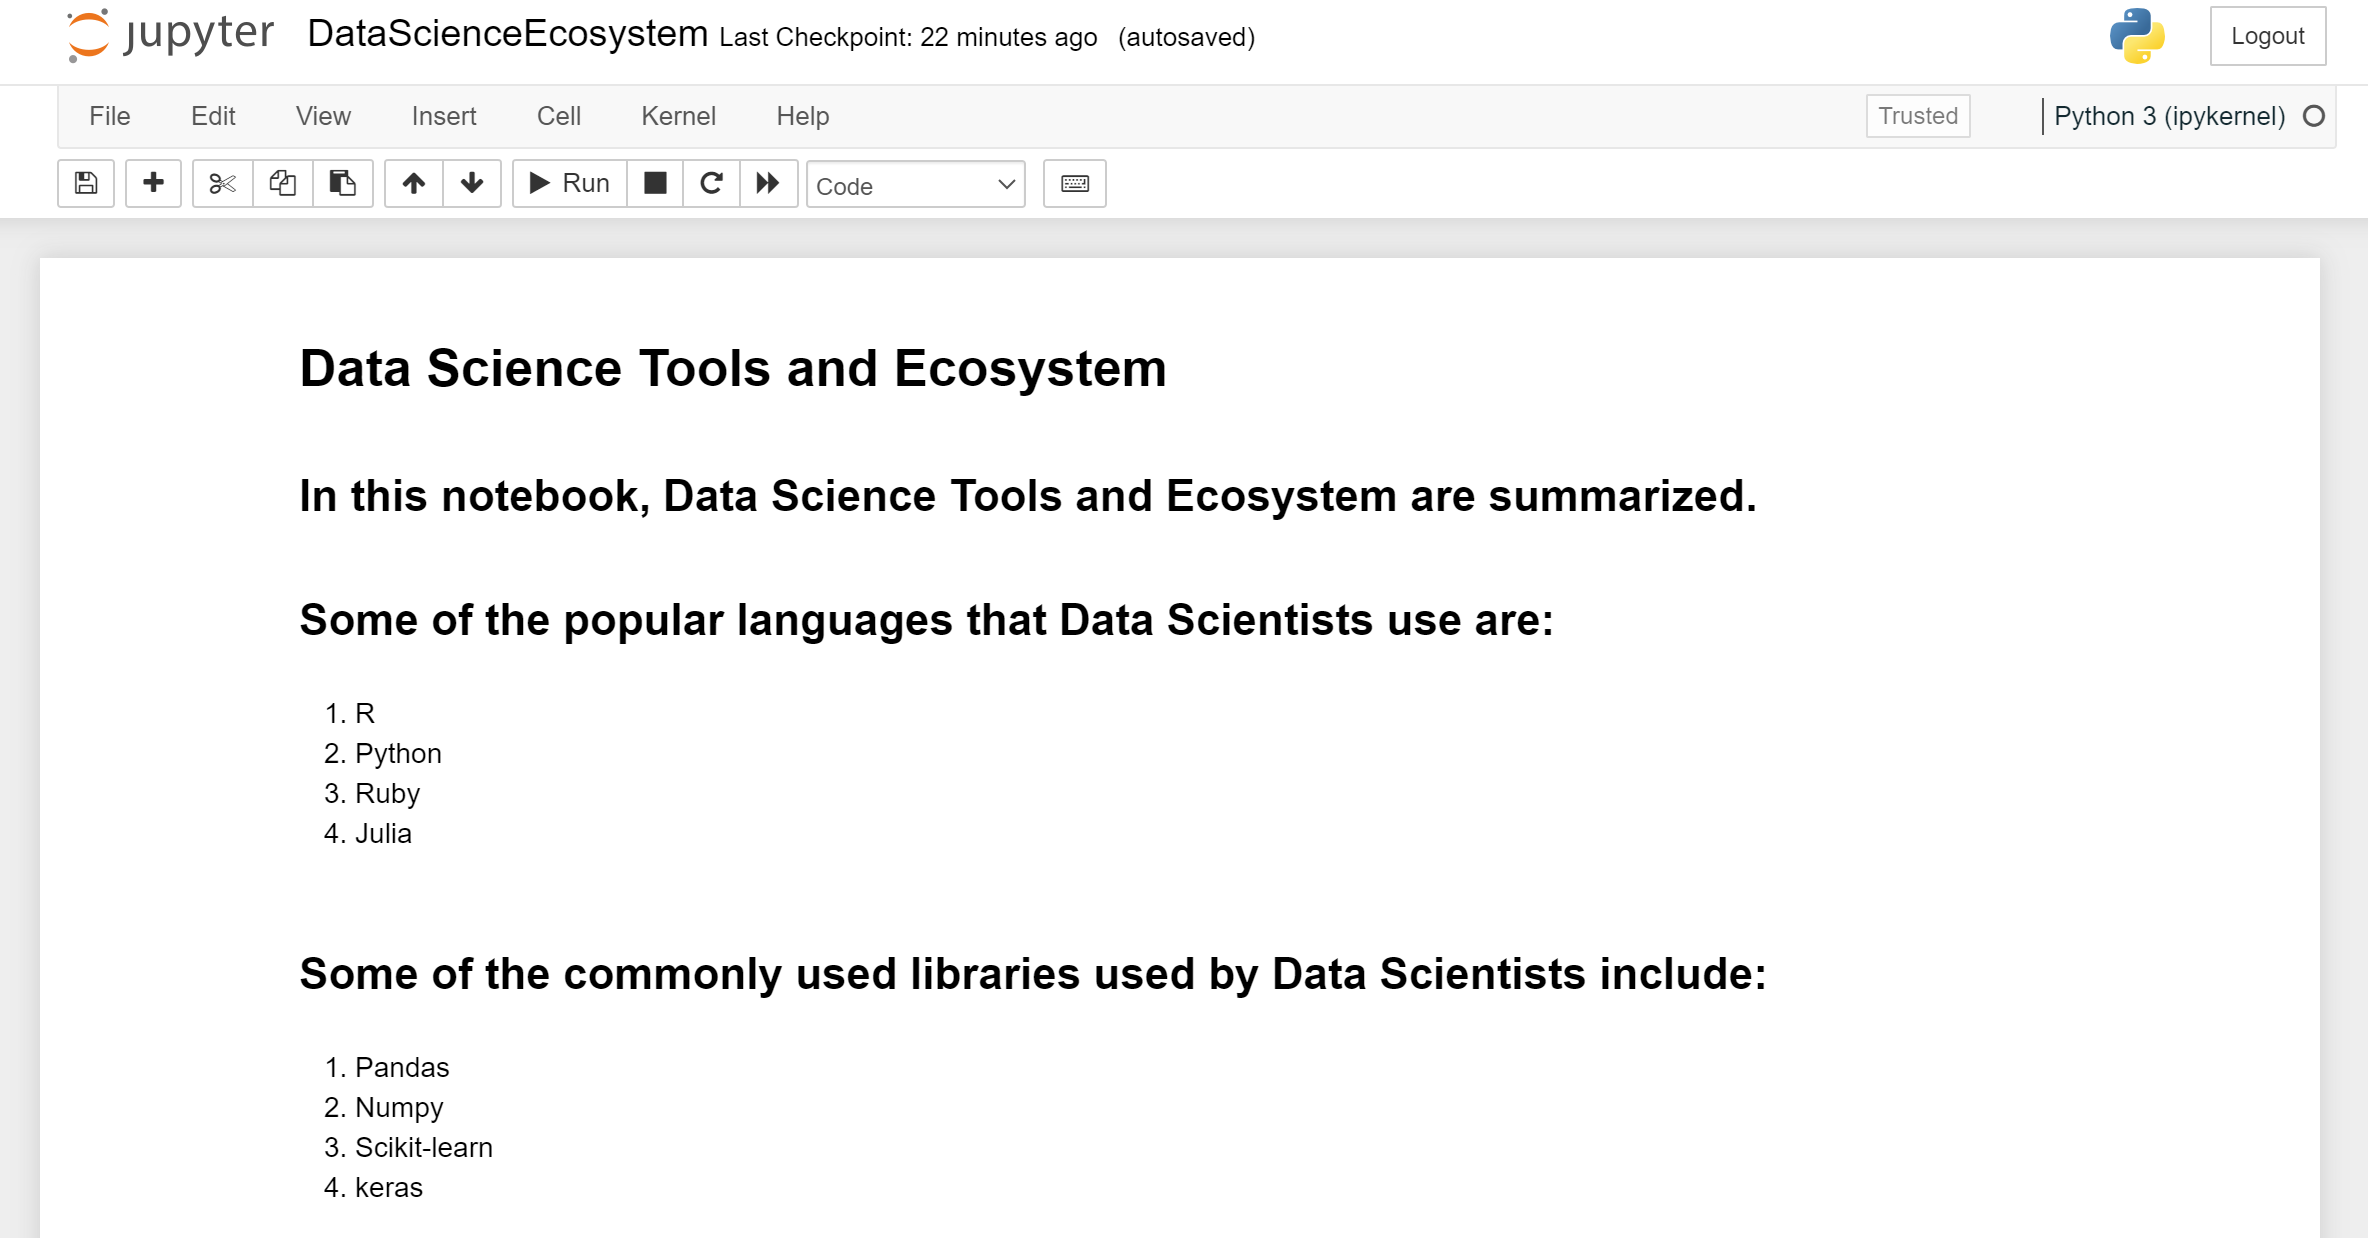 jupyter DataScienceEcosystem Last Checkpoint: 22 minutes ago (autosaved) Logout
File Edit View Insert Cell Kernel Help Trusted Python 3 (ipykernel)
Run Code
Data Science Tools and Ecosystem
In this notebook, Data Science Tools and Ecosystem are summarized.
Some of the popular languages that Data Scientists use are:
1. R
2. Python
3. Ruby
4. Julia
Some of the commonly used libraries used by Data Scientists include:
1. Pandas
2. Numpy
3. Scikit-learn
4. keras